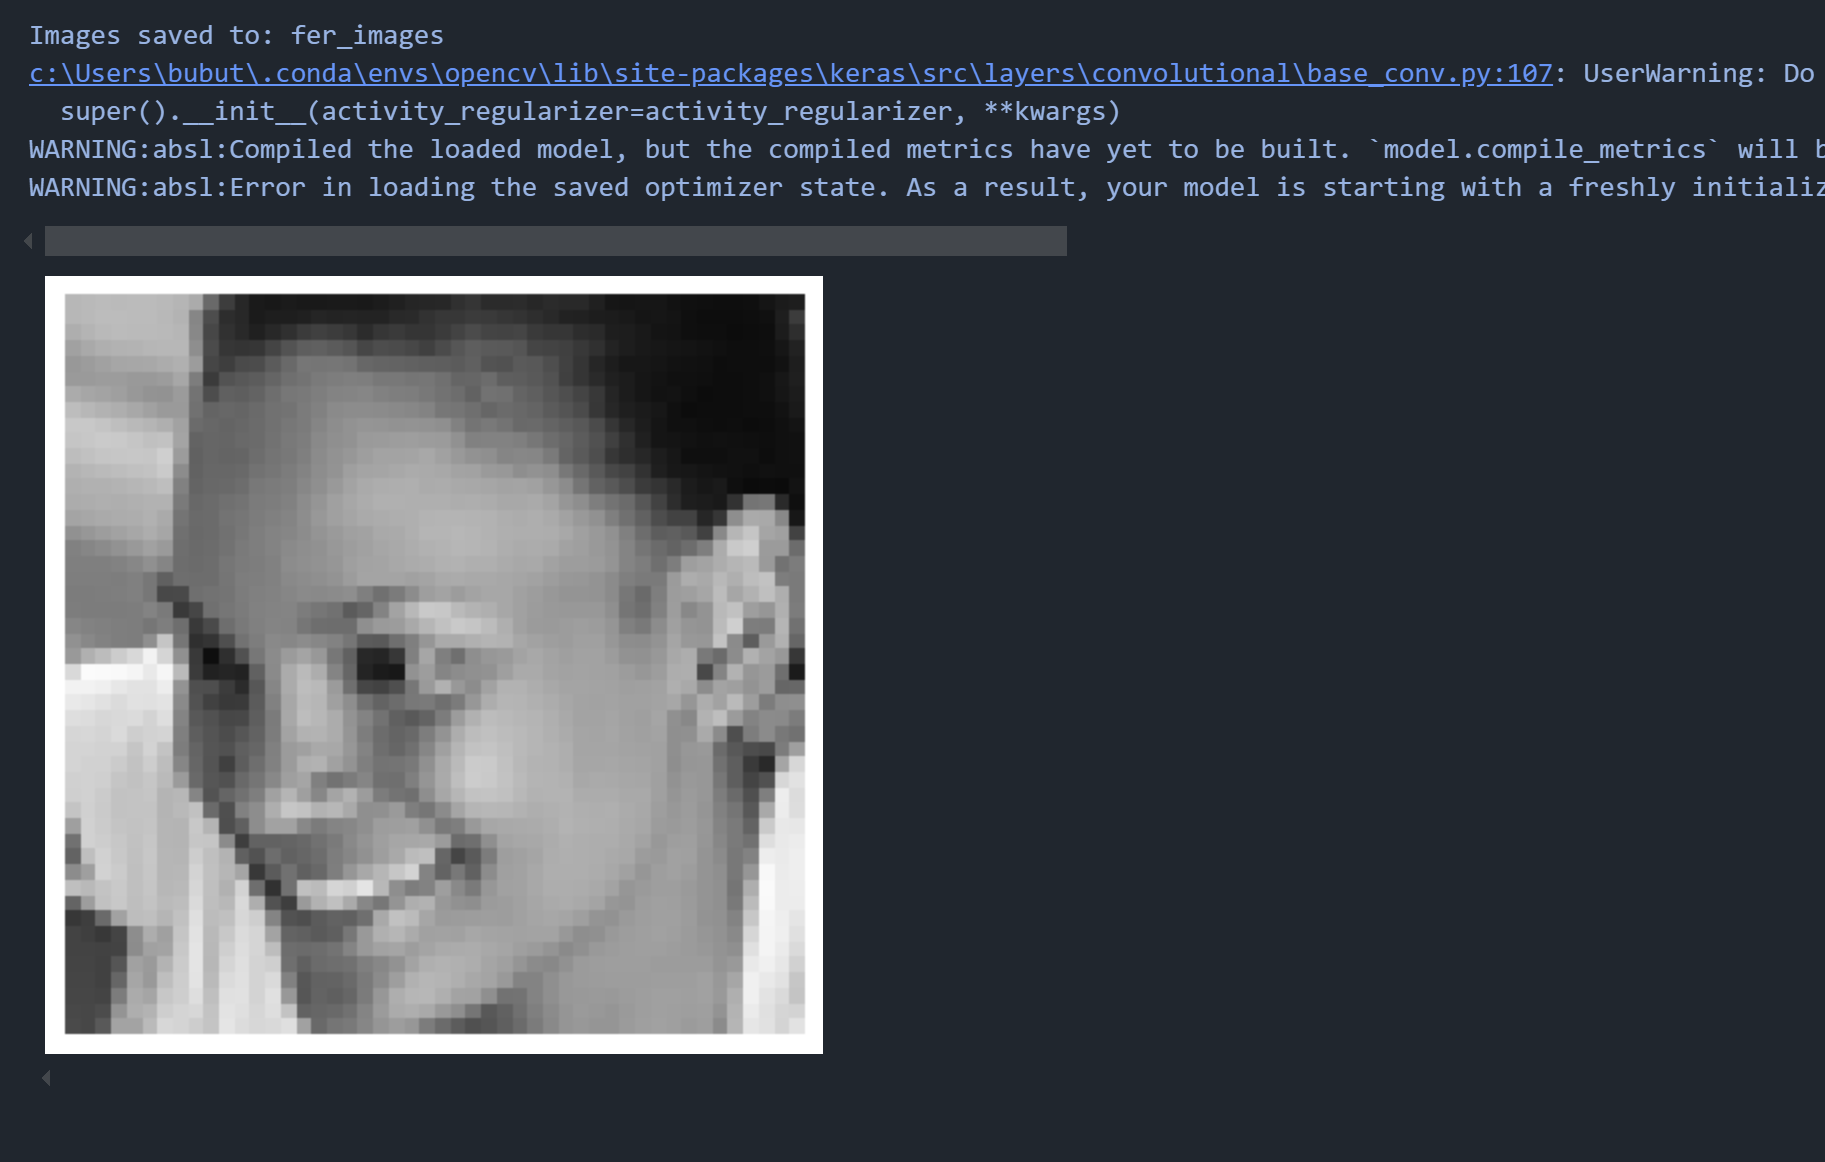 Images saved to: fer_images
c:\Users\bubut\.conda\envs\opencv\lib\site-packages\keras\src\layers\convolutional\base_conv.py:107: UserWarning: Do
super().__init__(activity_regularizer=activity_regularizer, **kwargs)
WARNING:absl:Compiled the loaded model, but the compiled metrics have yet to be built. `model.compile_metrics` will b
WARNING:absl:Error in loading the saved optimizer state. As a result, your model is starting with a freshly initializ